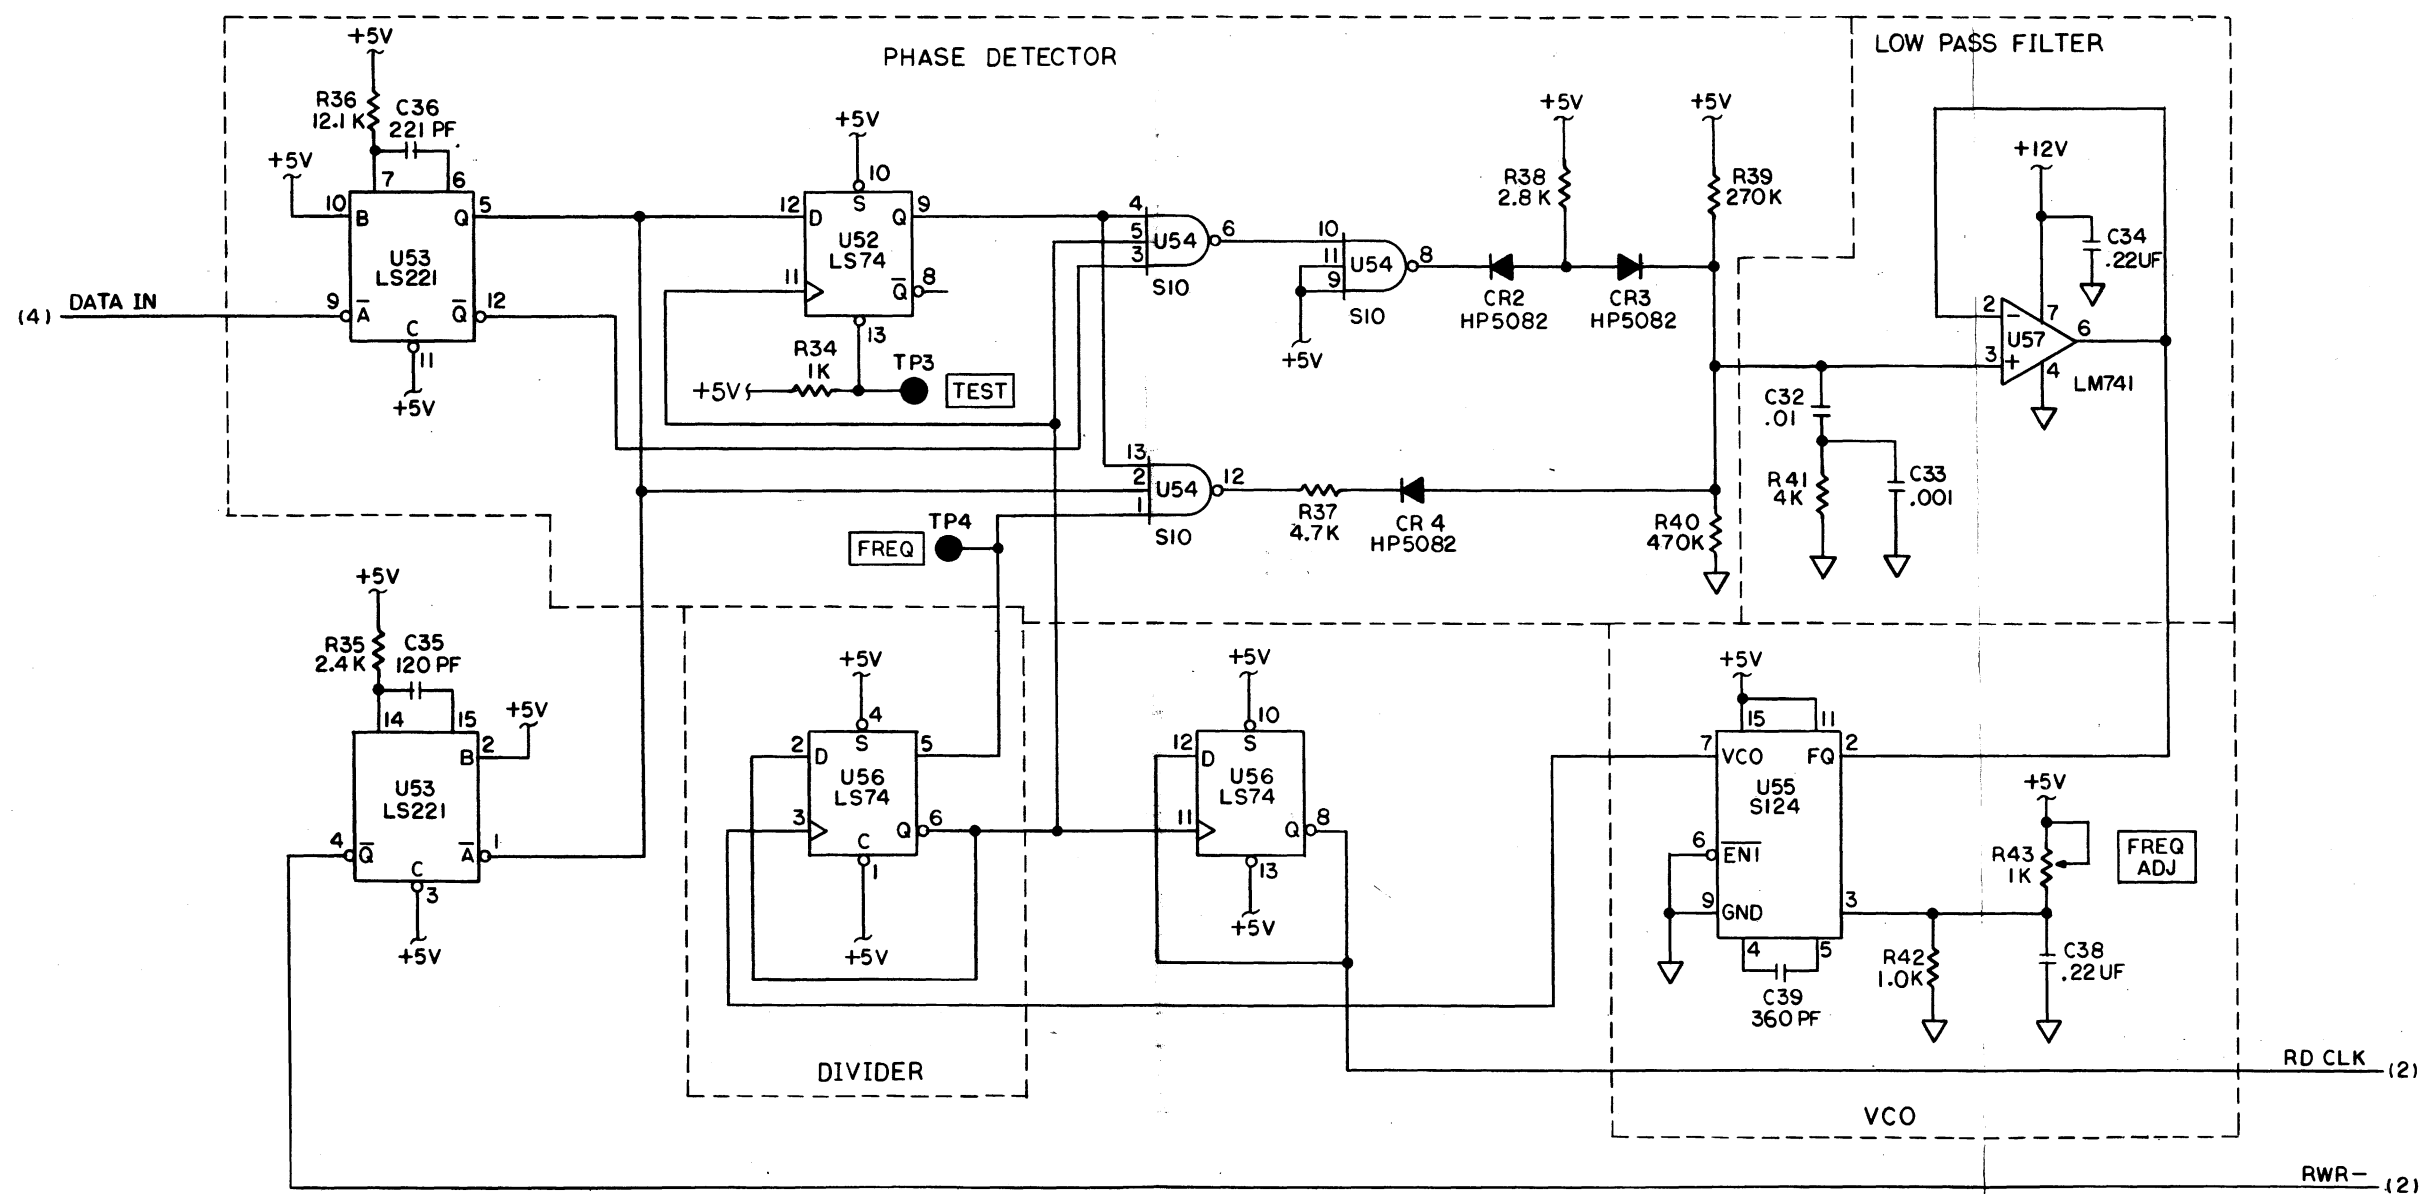 PHASE DETECTOR
LOW PASS FILTER
+5V
R36
12.1K
C36
221 PF
+5V
7
6
10
B
Q
5
U53
LS221
(4)
DATA IN
9
A
C
Q
12
11
+5V
+5V
10
S
12
D
Q
9
U52
LS74
11
Q
8
13
R34
1K
+5V
TP3
TEST
4
5
3
U54
6
S10
10
11
9
U54
8
S10
+5V
+5V
R38
2.8K
CR2
HP5082
CR3
HP5082
+5V
R39
270K
13
2
1
U54
12
S10
R37
4.7K
CR4
HP5082
R40
470K
TP4
FREQ
+12V
C34
.22UF
2
-
7
U57
6
3
+
4
LM741
C32
.01
R41
4K
C33
.001
+5V
R35
2.4K
C35
120 PF
14
15
+5V
2
B
U53
LS221
4
Q
A
1
C
3
+5V
+5V
4
S
2
D
5
U56
LS74
3
Q
6
C
1
+5V
DIVIDER
+5V
10
S
12
D
U56
LS74
11
Q
8
13
+5V
+5V
15
11
7
VCO
FQ
2
U55
S124
6
EN1
9
GND
3
4
5
C39
360 PF
+5V
R43
1K
FREQ
ADJ
R42
1.0K
C38
.22UF
VCO
RD CLK
(2)
RWR-
(2)